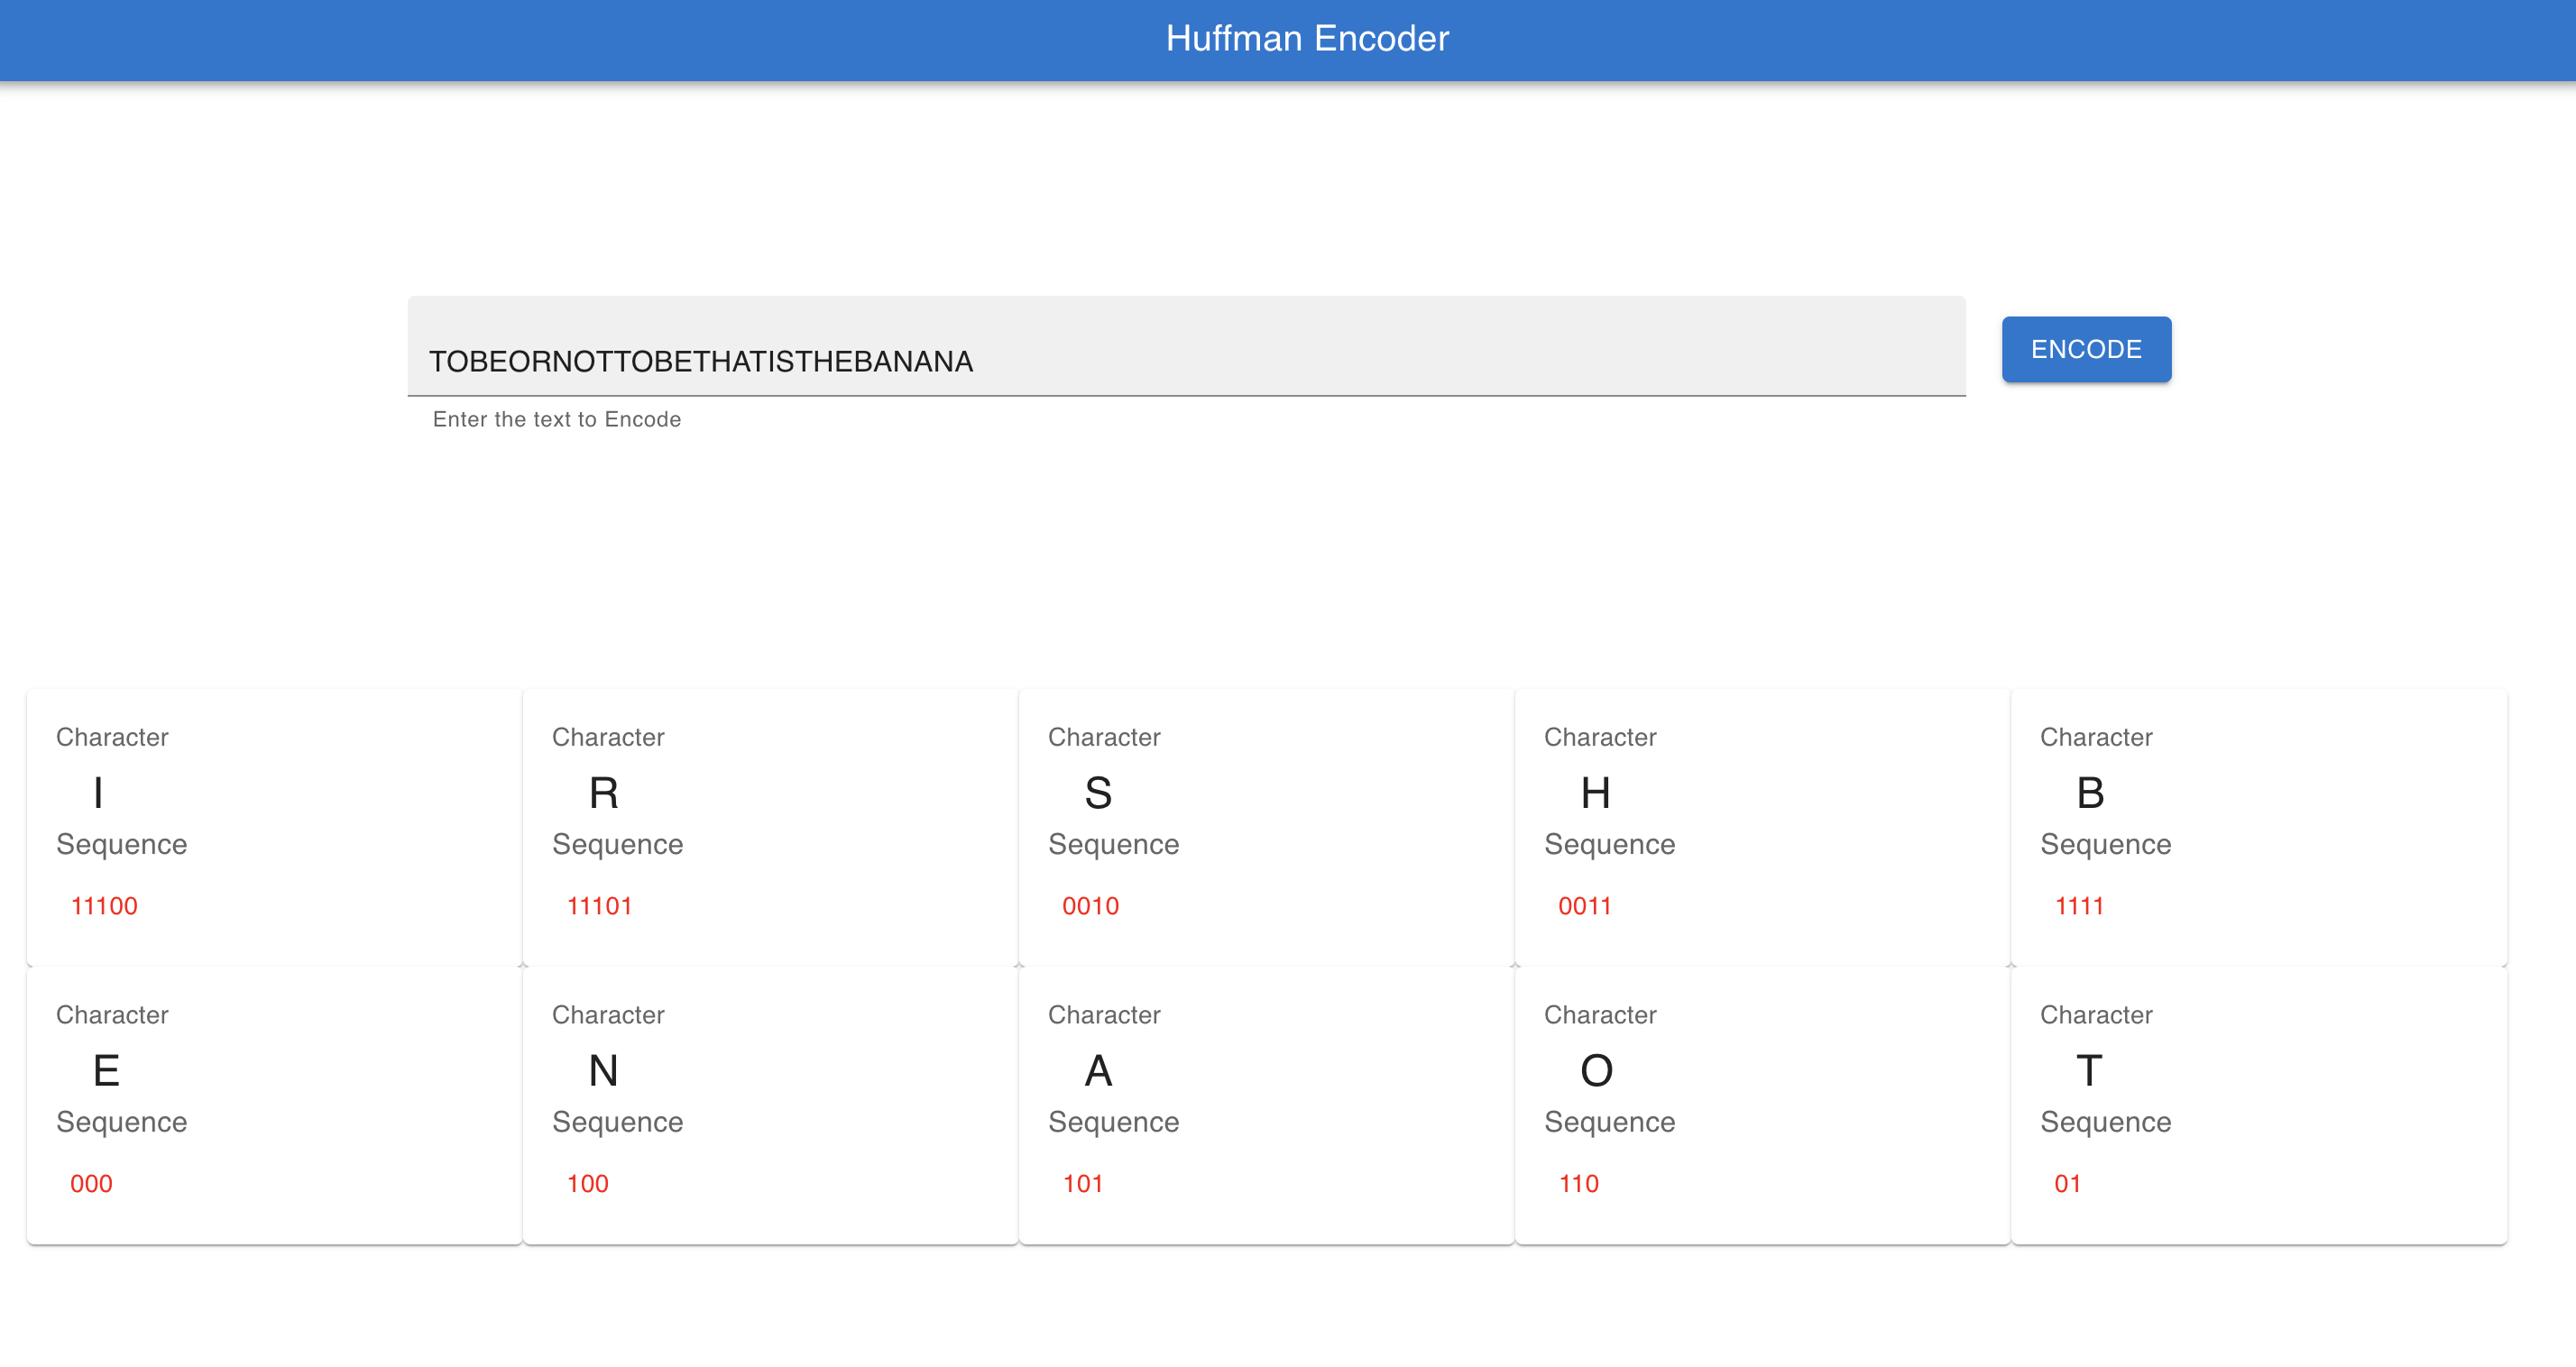 Huffman Encoder
TOBEORNOTTOBETHATISTHEBANANA
ENCODE
Enter the text to Encode
Character
I
Sequence
11100
Character
R
Sequence
11101
Character
S
Sequence
0010
Character
H
Sequence
0011
Character
B
Sequence
1111
Character
E
Sequence
000
Character
N
Sequence
100
Character
A
Sequence
101
Character
O
Sequence
110
Character
T
Sequence
01